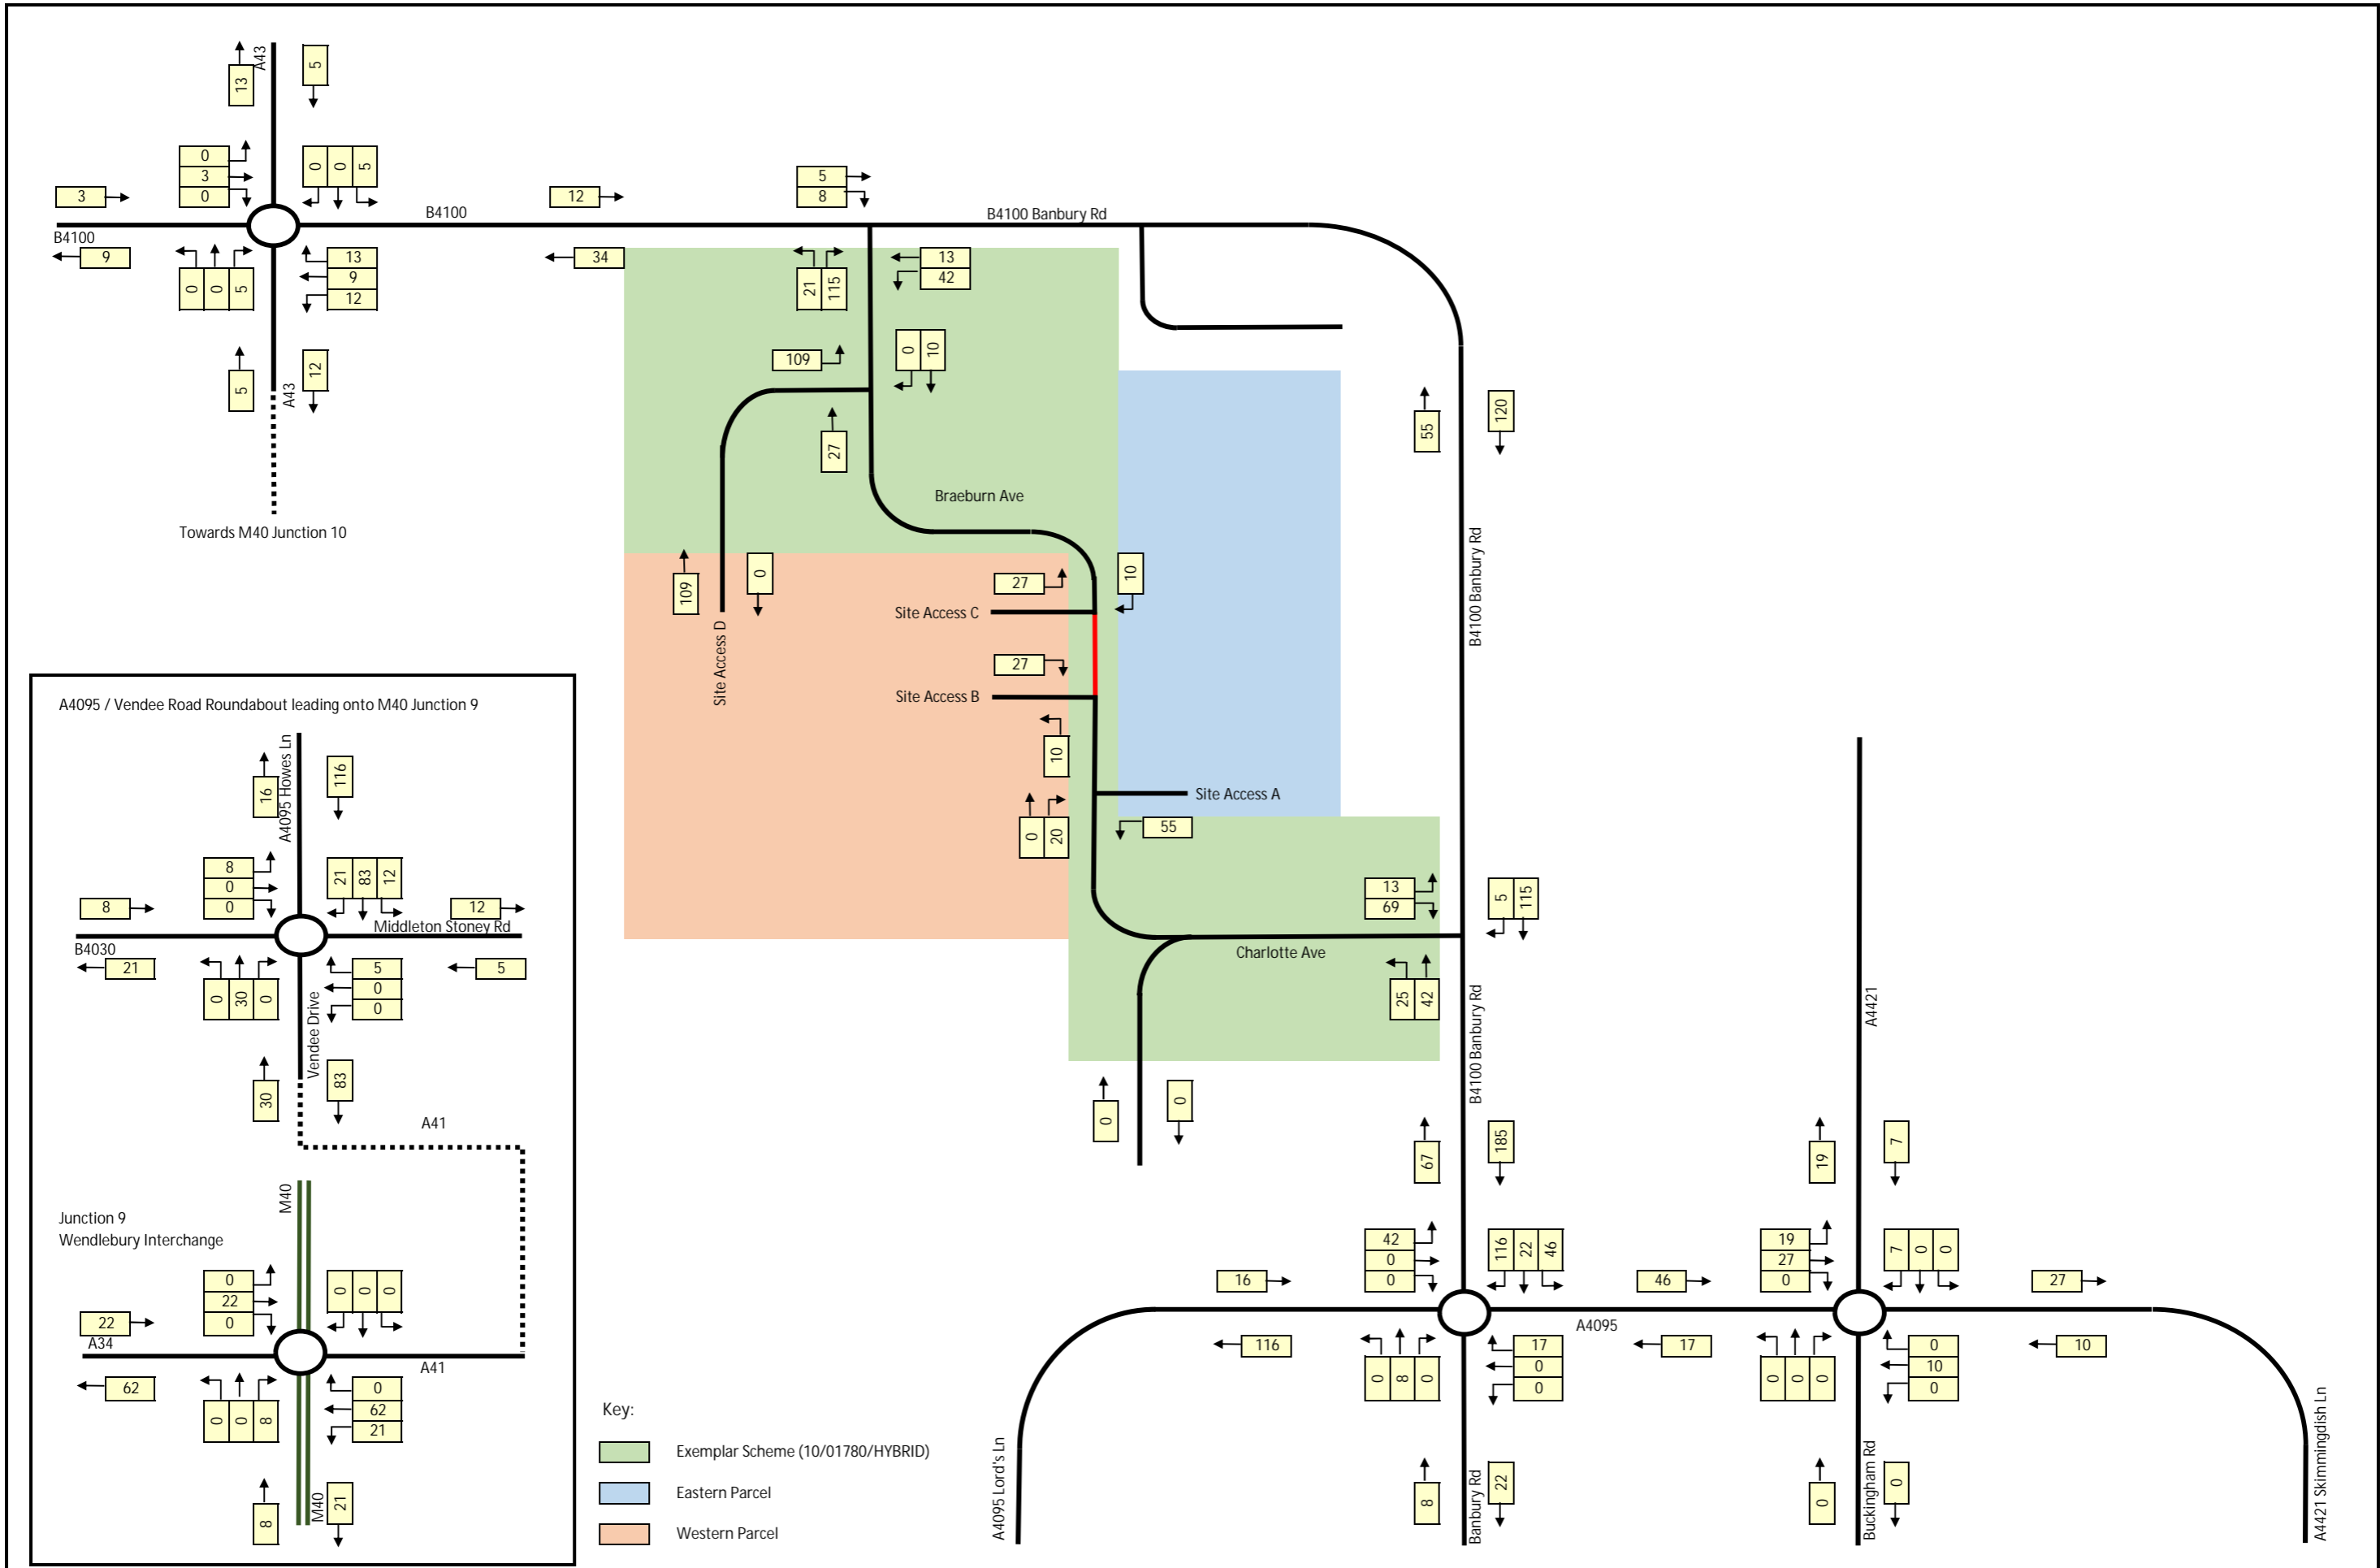 A43
13
5
0
3
0
0 0 5
3
12
5
8
B4100
B4100 Banbury Rd
B4100
9
0 0 5
13
9
12
34
21 115
13
42
109
0 10
5
A43
12
27
55
120
Braeburn Ave
Towards M40 Junction 10
109
0
27
10
Site Access C
B4100 Banbury Rd
Site Access D
27
Site Access B
10
Site Access A
0 20
55
13
69
5 115
Charlotte Ave
25 42
B4100 Banbury Rd
A4421
0
0
67
185
19
7
42
0
0
116 22 46
19
27
0
7 0 0
16
46
27
A4095
116
0 8 0
17
0
0
17
0 0 0
0
10
0
10
A4095 Lord's Ln
8
Banbury Rd
22
0
Buckingham Rd
0
A4421 Skimmingdish Ln
A4095 / Vendee Road Roundabout leading onto M40 Junction 9
16
A4095 Howes Ln
116
8
0
0
21 83 12
8
12
Middleton Stoney Rd
B4030
21
0 30 0
5
0
0
5
30
Vendee Drive
83
A41
M40
Junction 9
Wendlebury Interchange
0
22
0
0 0 0
22
A34
A41
62
0 0 8
0
62
21
8
M40
21
Key:
Exemplar Scheme (10/01780/HYBRID)
Eastern Parcel
Western Parcel